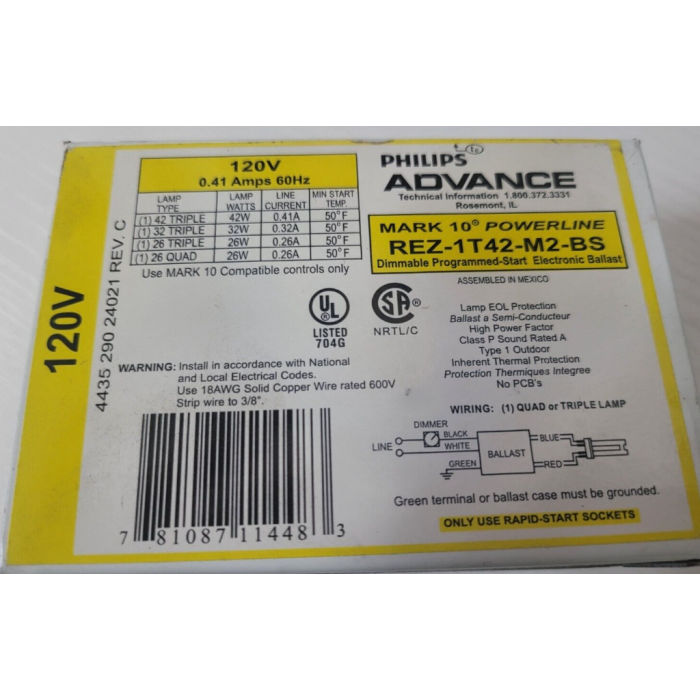 120V
0.41 Amps 60Hz
LAMP TYPE LAMP WATTS LINE CURRENT MIN START TEMP.
(1) 42 TRIPLE 42W 0.41A 50°F
(1) 32 TRIPLE 32W 0.32A 50°F
(1) 26 TRIPLE 26W 0.26A 50°F
(1) 26 QUAD 26W 0.26A 50°F
Use MARK 10 Compatible controls only
PHILIPS
ADVANCE
Technical Information 1.800.372.3331
Rosemont, IL
MARK 10® POWERLINE
REZ-1T42-M2-BS
Dimmable Programmed-Start Electronic Ballast
ASSEMBLED IN MEXICO
120V
4435 290 24021 REV. C
UL
LISTED
704G
SA
NRTL/C
Lamp EOL Protection
Ballast a Semi-Conducteur
High Power Factor
Class P Sound Rated A
Type 1 Outdoor
Inherent Thermal Protection
Protection Thermiques Integree
No PCB's
WARNING: Install in accordance with National
and Local Electrical Codes.
Use 18AWG Solid Copper Wire rated 600V
Strip wire to 3/8".
WIRING: (1) QUAD or TRIPLE LAMP
DIMMER
BLACK
LINE
WHITE
GREEN
BALLAST
BLUE
RED
Green terminal or ballast case must be grounded.
ONLY USE RAPID-START SOCKETS
7 81087 11448 3